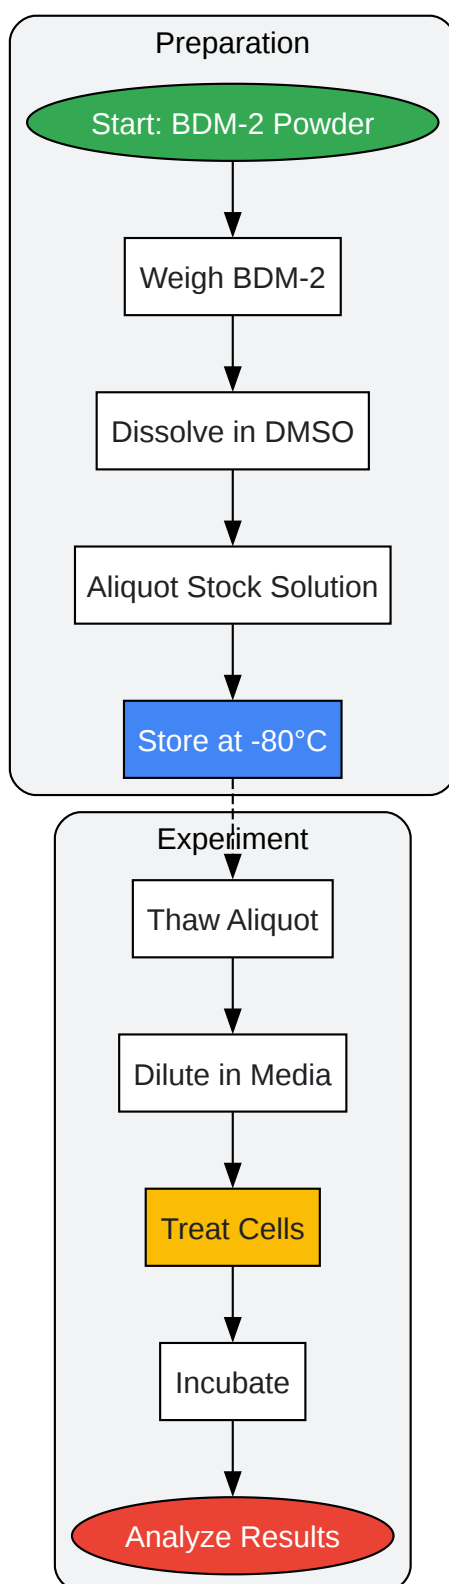 Preparation
Start: BDM-2 Powder
Weigh BDM-2
Dissolve in DMSO
Aliquot Stock Solution
Store at -80°C
Experiment
Thaw Aliquot
Dilute in Media
Treat Cells
Incubate
Analyze Results